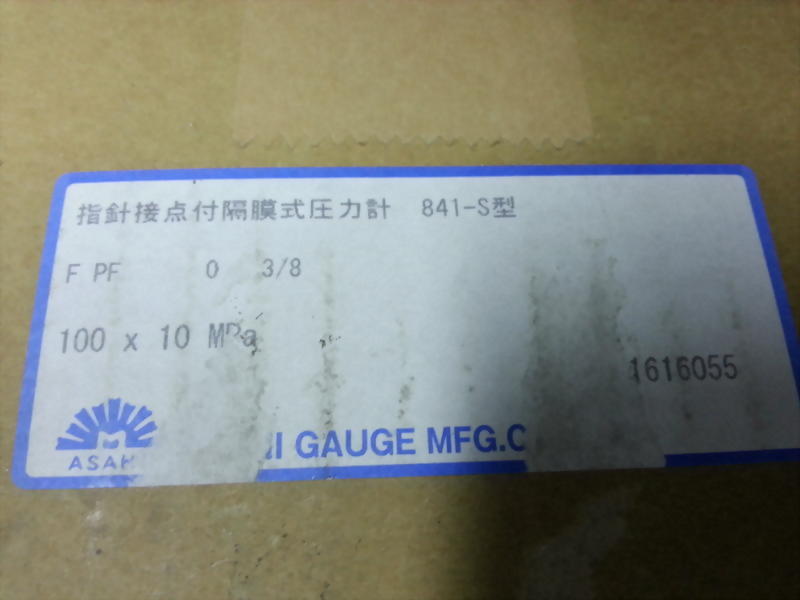 指針接点付隔膜式圧力計 841-S型
F PF 0 3/8
100 x 10 MPa
1616055
ASAH
I GAUGE MFG.C